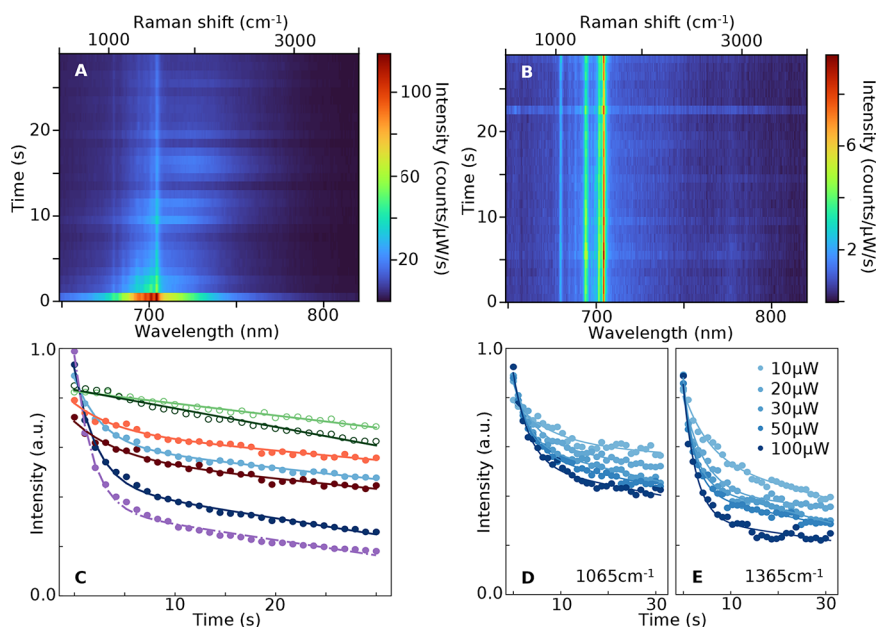 Raman shift (cm-1)
1000 3000
A
20
10
0
Time (s)
700 800
Wavelength (nm)
100
60
20
Intensity (counts/µW/s)
Raman shift (cm-1)
1000 3000
B
20
10
0
Time (s)
700 800
Wavelength (nm)
6
2
Intensity (counts/µW/s)
1.0
0.0
Intensity (a.u.)
C
10 20
Time (s)
1.0
0.0
Intensity (a.u.)
D 1065cm-1
10 30
10µW
20µW
30µW
50µW
100µW
E 1365cm-1
10 30
Time (s)